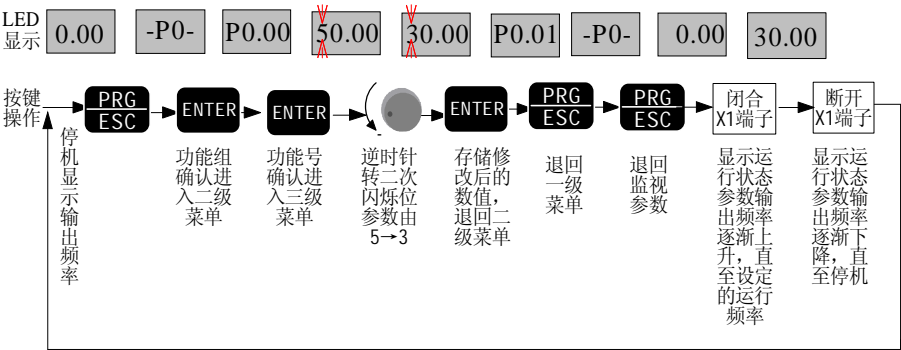 LED
显示
0.00
-P0-
P0.00
50.00
30.00
P0.01
-P0-
0.00
30.00
按键
操作
PRG
ESC
ENTER
ENTER
-
ENTER
PRG
ESC
PRG
ESC
闭合
X1端子
断开
X1端子
停
机
显
示
输
出
频
率
功能组
确认进
入二级
菜单
功能号
确认进
入三级
菜单
逆时针
转二次
闪烁位
参数由
5→3
存储修
改后的
数值，
退回二
级菜单
退回
一级
菜单
退回
监视
参数
显示运
行状态
参数输
出频率
逐渐上
升，直
至设定
的运行
频率
显示运
行状态
参数输
出频率
逐渐下
降，直
至停机